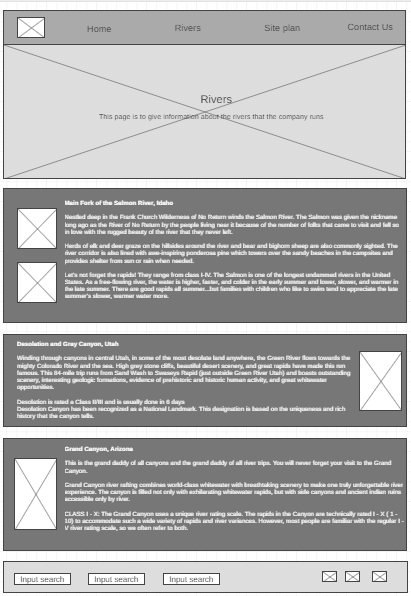 Home Rivers Site plan Contact Us
Rivers
This page is to give information about the rivers that the company runs
Main Fork of the Salmon River, Idaho
Nestled deep in the Frank Church Wilderness of No Return winds the Salmon River. The Salmon was given the nickname
long ago as the River of No Return by the people living near it because of the number of folks that came to visit and fell so
in love with the rugged beauty of the river that they never left.
Herds of elk and deer graze on the hillsides around the river and bear and bighorn sheep are also commonly sighted. The
river corridor is also lined with awe-inspiring ponderosa pine which towers over the sandy beaches in the campsites and
provides shelter from sun or rain when needed.
Let's not forget the rapids! They range from class I-IV. The Salmon is one of the longest undammed rivers in the United
States. As a free-flowing river, the water is higher, faster, and colder in the early summer and lower, slower, and warmer in
the late summer. There are good rapids all summer...but families with children who like to swim tend to appreciate the late
summer's slower, warmer water more.
Desolation and Gray Canyon, Utah
Winding through canyons in central Utah, in some of the most desolate land anywhere, the Green River flows towards the
mighty Colorado River and the sea. High grey stone cliffs, beautiful desert scenery, and great rapids have made this run
famous. This 84-mile trip runs from Sand Wash to Swaseys Rapid (just outside Green River Utah) and boasts outstanding
scenery, interesting geologic formations, evidence of prehistoric and historic human activity, and great whitewater
opportunities.
Desolation is rated a Class II/III and is usually done in 6 days
Desolation Canyon has been recognized as a National Landmark. This designation is based on the uniqueness and rich
history that the canyon tells.
Grand Canyon, Arizona
This is the grand daddy of all canyons and the grand daddy of all river trips. You will never forget your visit to the Grand
Canyon.
Grand Canyon river rafting combines world-class whitewater with breathtaking scenery to make one truly unforgettable river
experience. The canyon is filled not only with exhilarating whitewater rapids, but with side canyons and ancient Indian ruins
accessible only by river.
CLASS I - X: The Grand Canyon uses a unique river rating scale. The rapids in the Canyon are technically rated I - X ( 1 -
10) to accommodate such a wide variety of rapids and river variances. However, most people are familiar with the regular I -
V river rating scale, so we often refer to both.
Input search Input search Input search